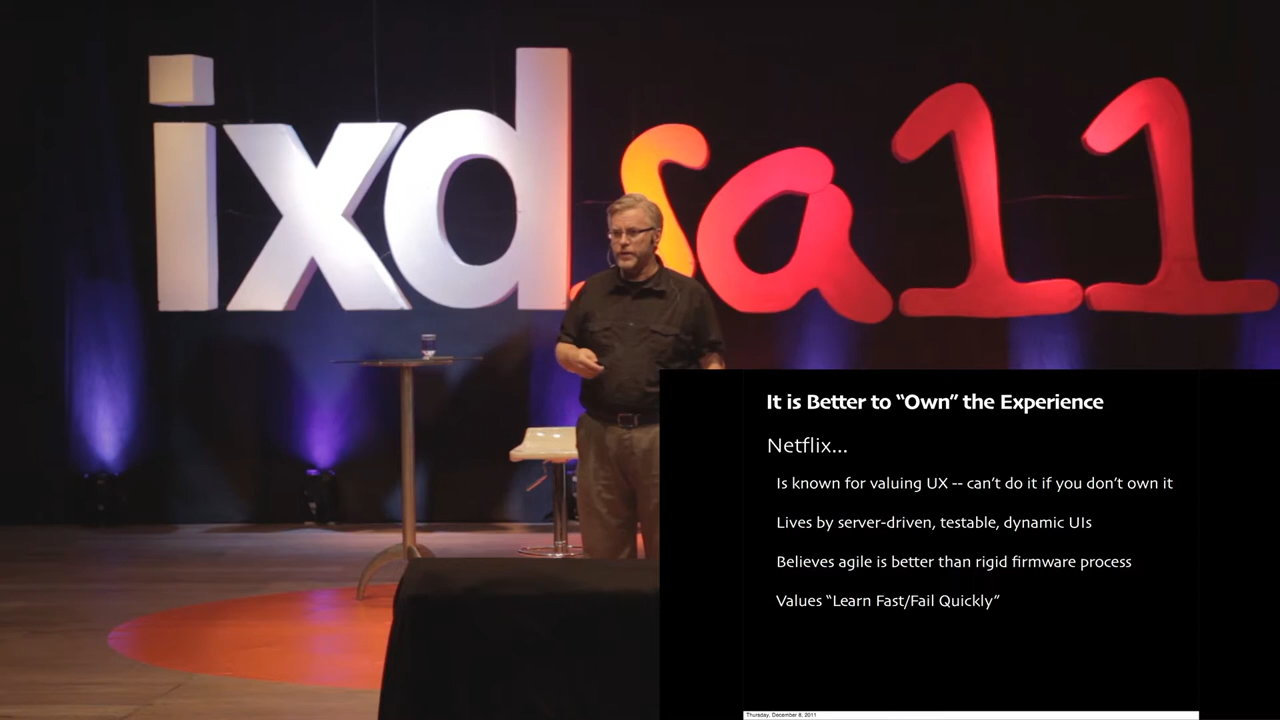 ixdsa11
It is Better to “Own” the Experience
Netflix...
Is known for valuing UX -- can’t do it if you don’t own it
Lives by server-driven, testable, dynamic UIs
Believes agile is better than rigid firmware process
Values “Learn Fast/Fail Quickly”
Thursday, December 8, 2011